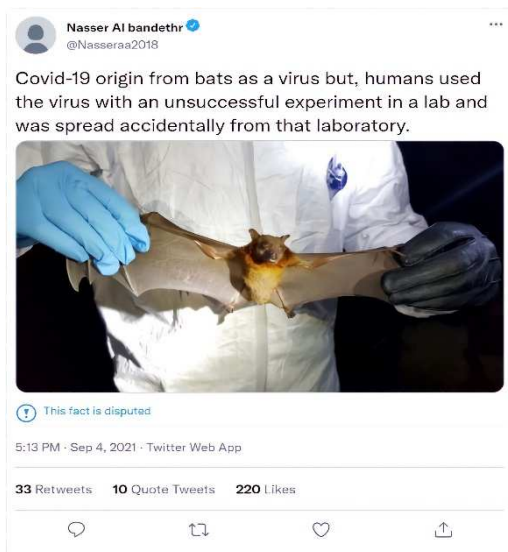 Nasser Al bandethr
@Nasseraa2018
Covid-19 origin from bats as a virus but, humans used
the virus with an unsuccessful experiment in a lab and
was spread accidentally from that laboratory.
This fact is disputed
5:13 PM · Sep 4, 2021 · Twitter Web App
33 Retweets 10 Quote Tweets 220 Likes